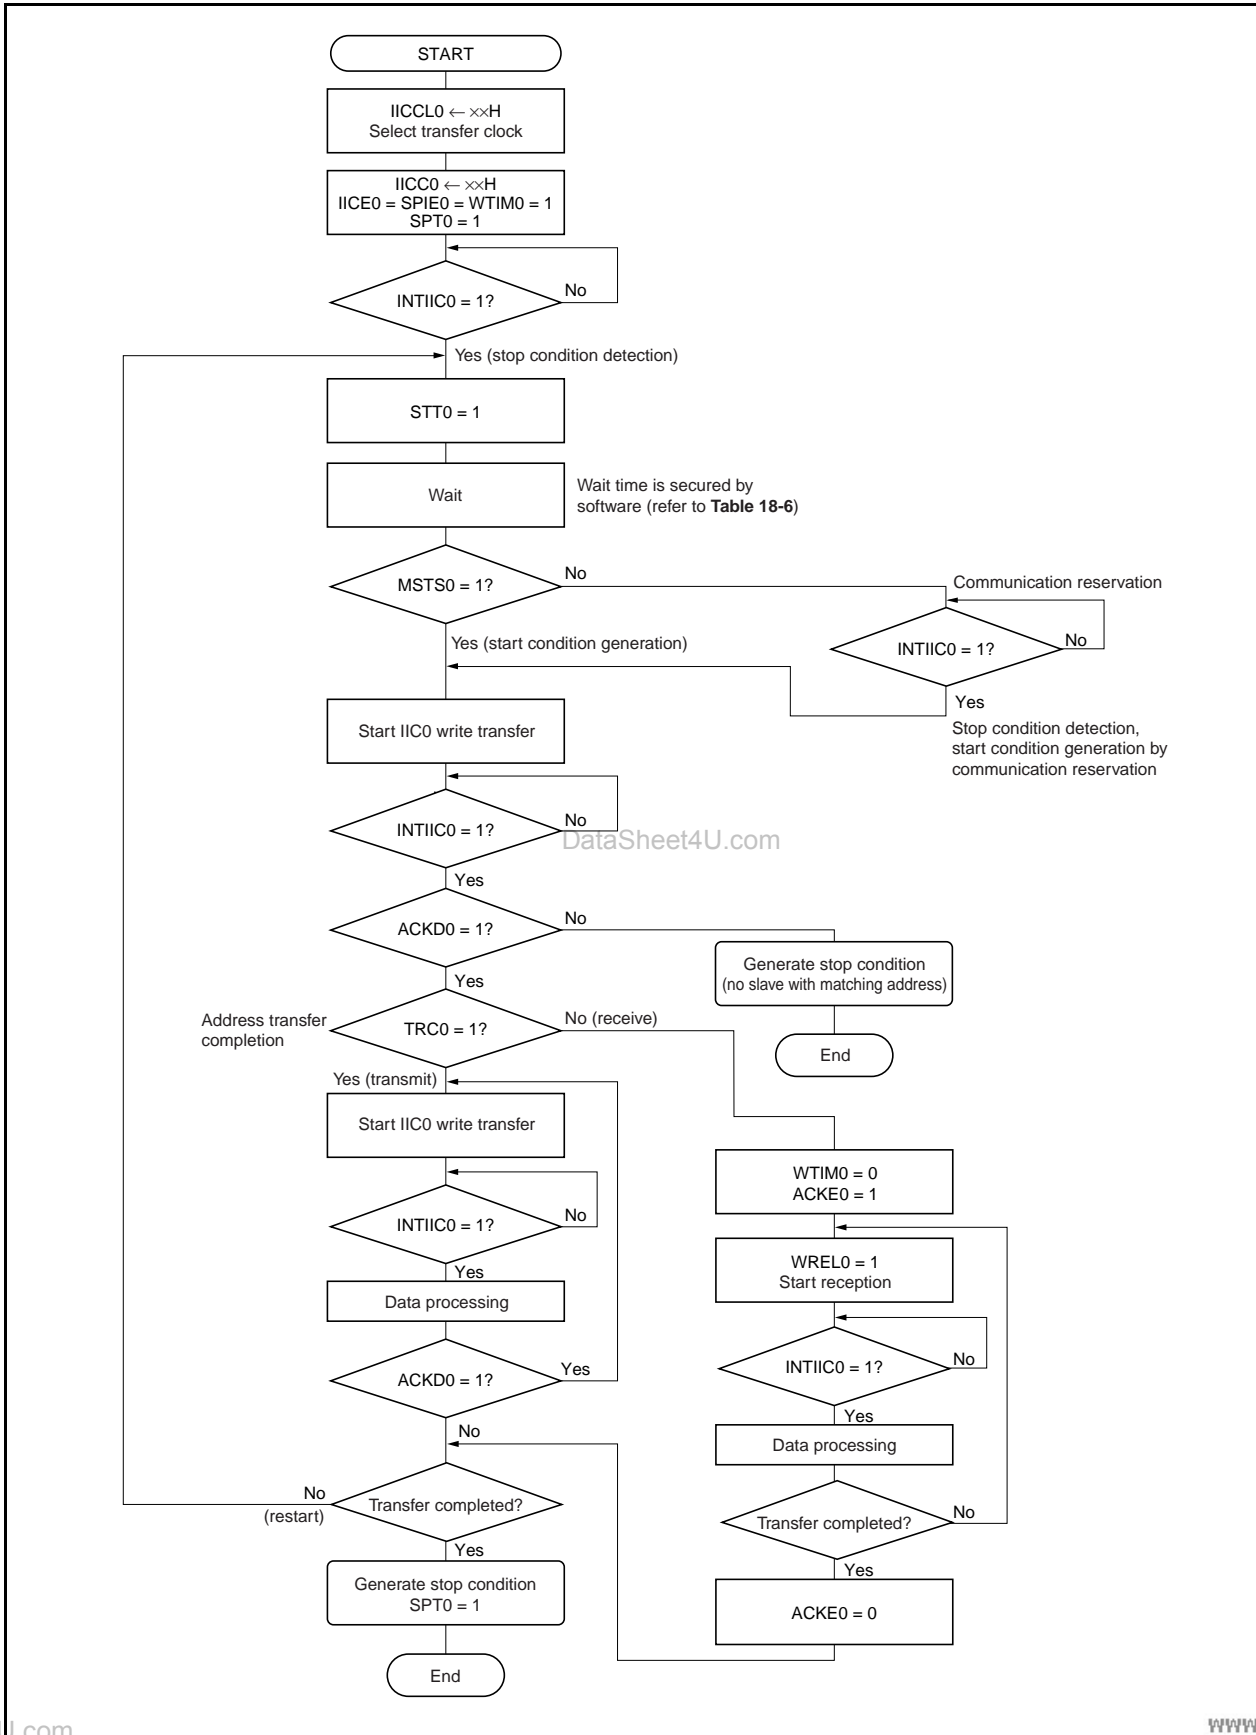 START
IICCL0 ← ××H
Select transfer clock
IICC0 ← ××H
IICE0 = SPIE0 = WTIM0 = 1
SPT0 = 1
INTIIC0 = 1?
No
Yes (stop condition detection)
STT0 = 1
Wait
Wait time is secured by
software (refer to Table 18-6)
MSTS0 = 1?
No
Communication reservation
INTIIC0 = 1?
No
Yes (start condition generation)
Yes
Stop condition detection,
start condition generation by
communication reservation
Start IIC0 write transfer
INTIIC0 = 1?
No
DataSheet4U.com
Yes
ACKD0 = 1?
No
Generate stop condition
(no slave with matching address)
End
Yes
Address transfer
completion
TRC0 = 1?
No (receive)
Yes (transmit)
Start IIC0 write transfer
INTIIC0 = 1?
No
Yes
Data processing
ACKD0 = 1?
Yes
No
WTIM0 = 0
ACKE0 = 1
WREL0 = 1
Start reception
INTIIC0 = 1?
No
Yes
Data processing
Transfer completed?
No
Yes
ACKE0 = 0
Transfer completed?
No
(restart)
Yes
Generate stop condition
SPT0 = 1
End
U.com
www